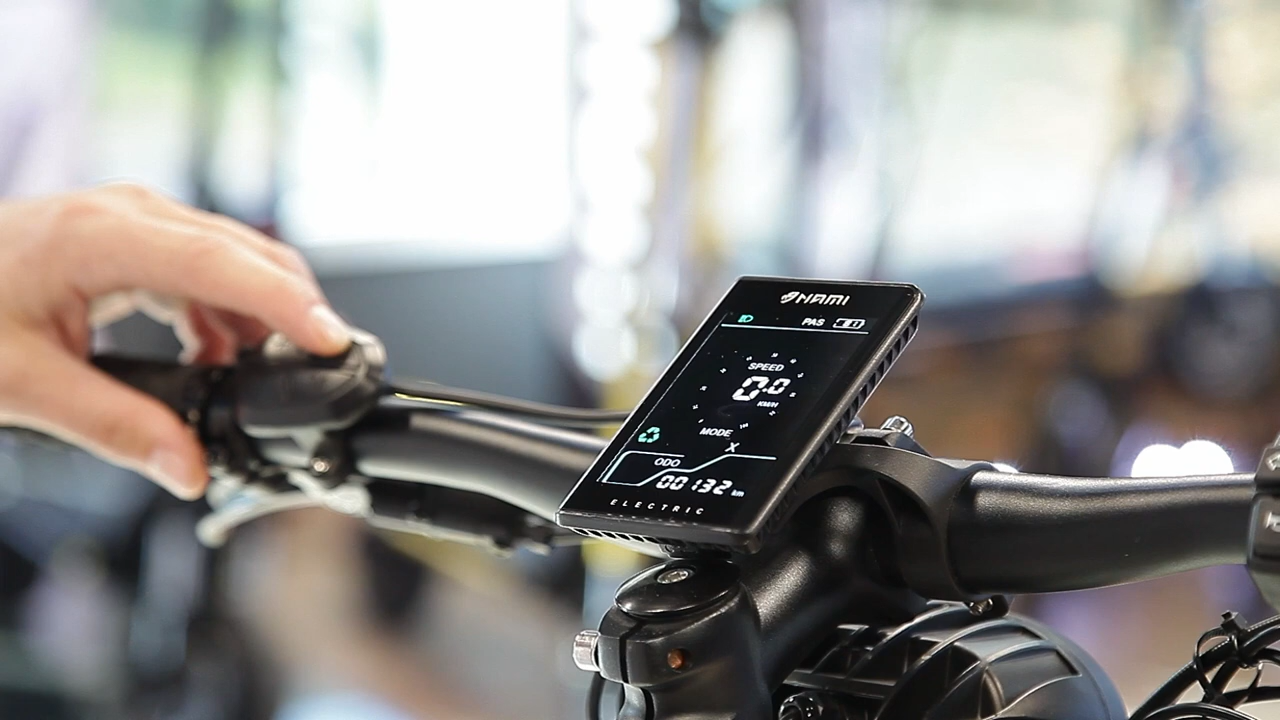 NAMI
PAS
SPEED
0.0
KM/H
MODE
X
ODO
00132 km
ELECTRIC